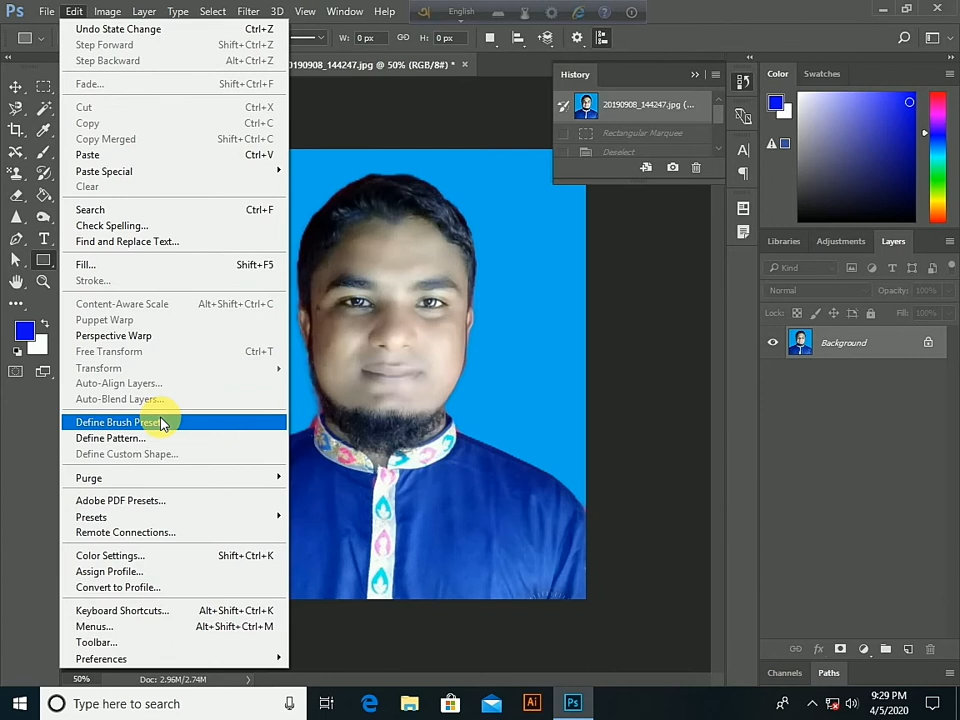 Ps File Edit Image Layer Type Select Filter 3D View Window Help English
W: 0 px H: 0 px
20190908_144247.jpg @ 50% (RGB/8#) *
Undo State Change Ctrl+Z
Step Forward Shift+Ctrl+Z
Step Backward Alt+Ctrl+Z
Fade... Shift+Ctrl+F
Cut Ctrl+X
Copy Ctrl+C
Copy Merged Shift+Ctrl+C
Paste Ctrl+V
Paste Special
Clear
Search Ctrl+F
Check Spelling...
Find and Replace Text...
Fill... Shift+F5
Stroke...
Content-Aware Scale Alt+Shift+Ctrl+C
Puppet Warp
Perspective Warp
Free Transform Ctrl+T
Transform
Auto-Align Layers...
Auto-Blend Layers...
Define Brush Preset...
Define Pattern...
Define Custom Shape...
Purge
Adobe PDF Presets...
Presets
Remote Connections...
Color Settings... Shift+Ctrl+K
Assign Profile...
Convert to Profile...
Keyboard Shortcuts... Alt+Shift+Ctrl+K
Menus... Alt+Shift+Ctrl+M
Toolbar...
Preferences
History
20190908_144247.jpg (...
Rectangular Marquee
Deselect
Color Swatches
Libraries Adjustments Layers
Kind
Normal Opacity: 100%
Lock: Fill: 100%
Background
Channels Paths
50% Doc: 2.96M/2.74M
Type here to search
Ai Ps
9:29 PM
4/5/2020